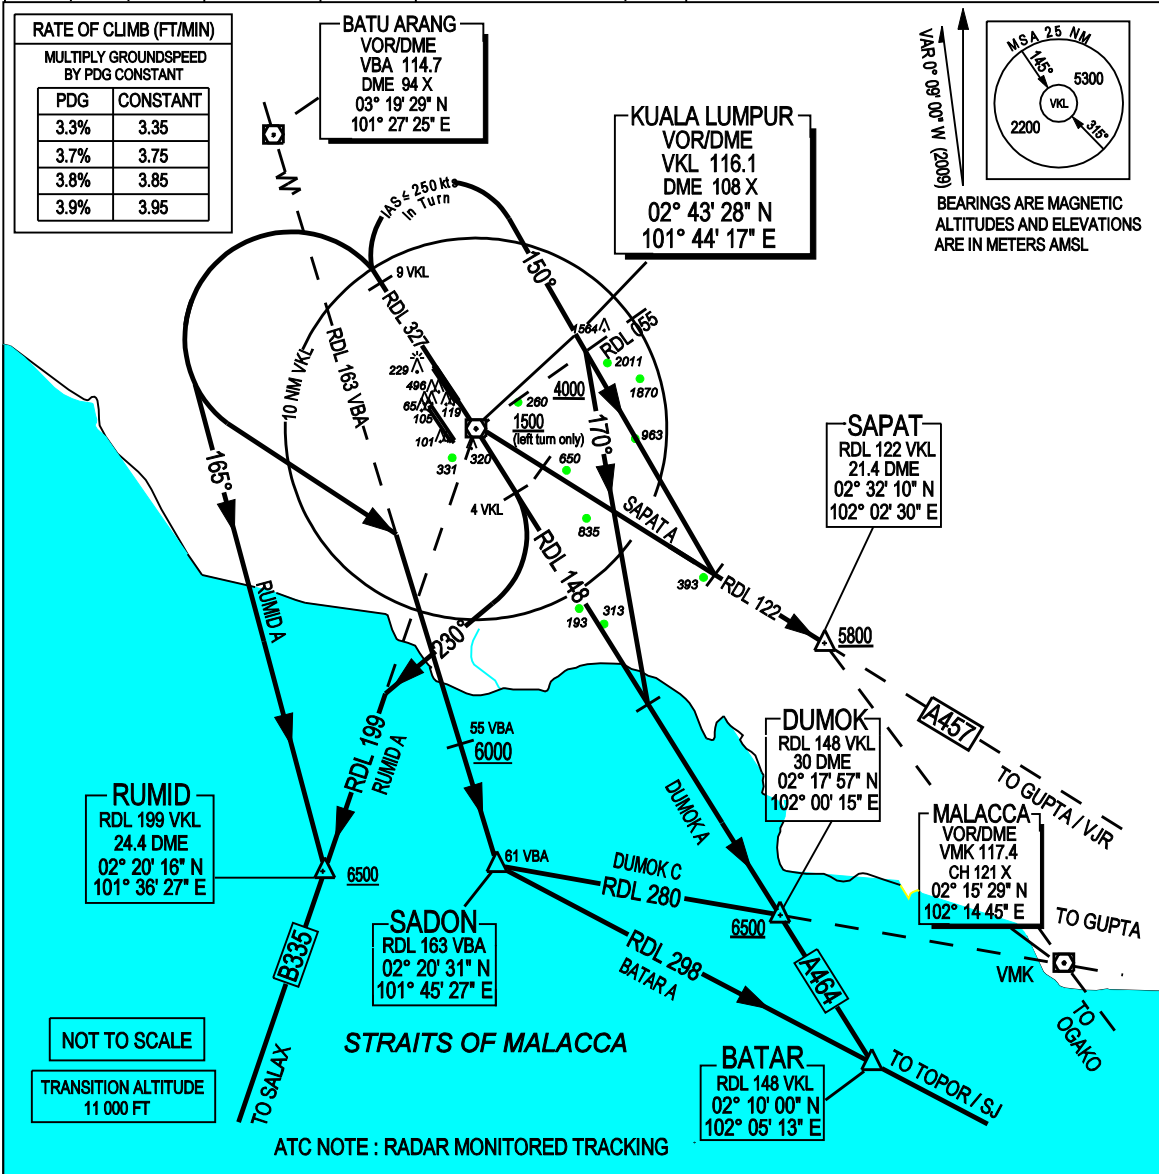 RATE OF CLIMB (FT/MIN)
MULTIPLY GROUNDSPEED
BY PDG CONSTANT
PDG CONSTANT
3.3% 3.35
3.7% 3.75
3.8% 3.85
3.9% 3.95
BATU ARANG
VOR/DME
VBA 114.7
DME 94 X
03° 19' 29" N
101° 27' 25" E
KUALA LUMPUR
VOR/DME
VKL 116.1
DME 108 X
02° 43' 28" N
101° 44' 17" E
VAR 0° 09' 00" W (2009)
MSA 25 NM
145°
5300
VKL
2200
315°
BEARINGS ARE MAGNETIC
ALTITUDES AND ELEVATIONS
ARE IN METERS AMSL
IAS ≤ 250 kts
In Turn
9 VKL
RDL 327
150°
1564
RDL 055
2011
1870
RDL 163 VBA
10 NM VKL
229
496
65
119
105
101
320
331
260
4000
1500
(left turn only)
963
170°
650
4 VKL
SAPAT A
835
393
RDL 122
RDL 148
193
313
165°
RUMID A
230°
SAPAT
RDL 122 VKL
21.4 DME
02° 32' 10" N
102° 02' 30" E
5800
A457
TO GUPTA / VJR
55 VBA
6000
RDL 199
RUMID A
DUMOK
RDL 148 VKL
30 DME
02° 17' 57" N
102° 00' 15" E
DUMOK A
RUMID
RDL 199 VKL
24.4 DME
02° 20' 16" N
101° 36' 27" E
6500
61 VBA
DUMOK C
RDL 280
MALACCA
VOR/DME
VMK 117.4
CH 121 X
02° 15' 29" N
102° 14' 45" E
TO GUPTA
SADON
RDL 163 VBA
02° 20' 31" N
101° 45' 27" E
6500
RDL 298
BATAR A
A464
VMK
TO
OGAKO
B335
NOT TO SCALE
STRAITS OF MALACCA
TRANSITION ALTITUDE
11 000 FT
TO SALAX
BATAR
RDL 148 VKL
02° 10' 00" N
102° 05' 13" E
TO TOPOR / SJ
ATC NOTE : RADAR MONITORED TRACKING